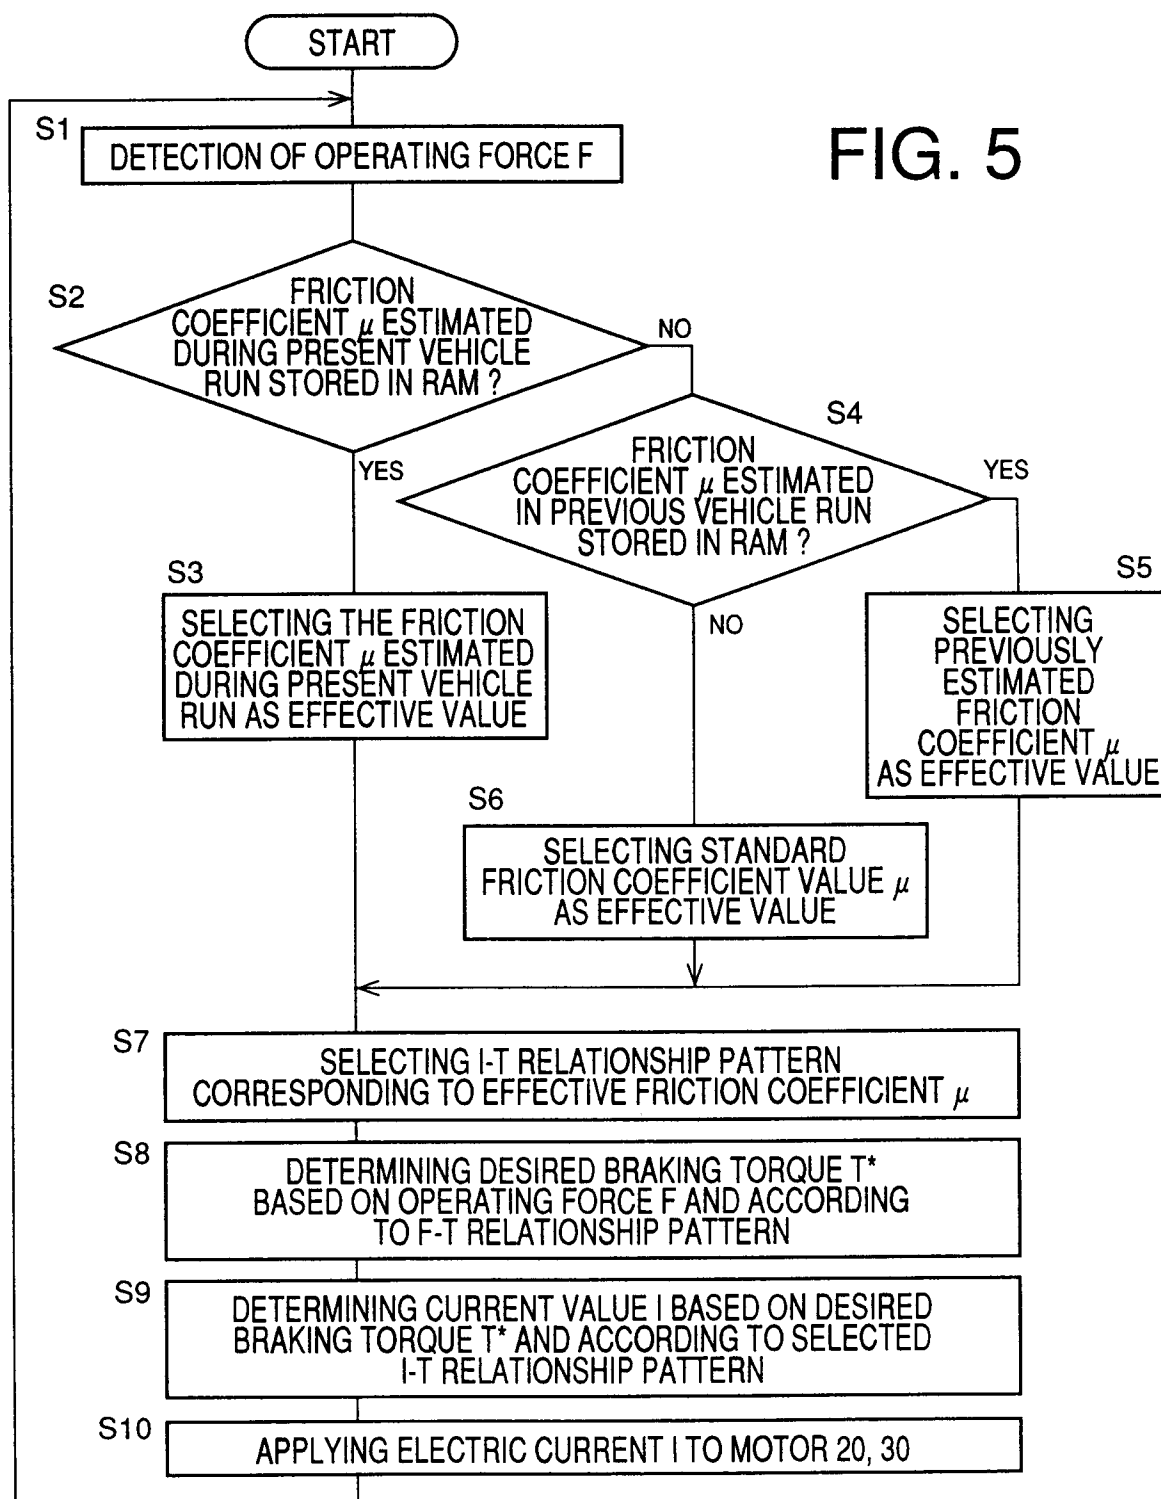 START
S1
DETECTION OF OPERATING FORCE F
FIG. 5
S2
FRICTION
COEFFICIENT μ ESTIMATED
DURING PRESENT VEHICLE
RUN STORED IN RAM ?
NO
YES
S4
FRICTION
COEFFICIENT μ ESTIMATED
IN PREVIOUS VEHICLE RUN
STORED IN RAM ?
YES
NO
S3
SELECTING THE FRICTION
COEFFICIENT μ ESTIMATED
DURING PRESENT VEHICLE
RUN AS EFFECTIVE VALUE
S5
SELECTING
PREVIOUSLY
ESTIMATED
FRICTION
COEFFICIENT μ
AS EFFECTIVE VALUE
S6
SELECTING STANDARD
FRICTION COEFFICIENT VALUE μ
AS EFFECTIVE VALUE
S7
SELECTING I-T RELATIONSHIP PATTERN
CORRESPONDING TO EFFECTIVE FRICTION COEFFICIENT μ
S8
DETERMINING DESIRED BRAKING TORQUE T*
BASED ON OPERATING FORCE F AND ACCORDING
TO F-T RELATIONSHIP PATTERN
S9
DETERMINING CURRENT VALUE I BASED ON DESIRED
BRAKING TORQUE T* AND ACCORDING TO SELECTED
I-T RELATIONSHIP PATTERN
S10
APPLYING ELECTRIC CURRENT I TO MOTOR 20, 30